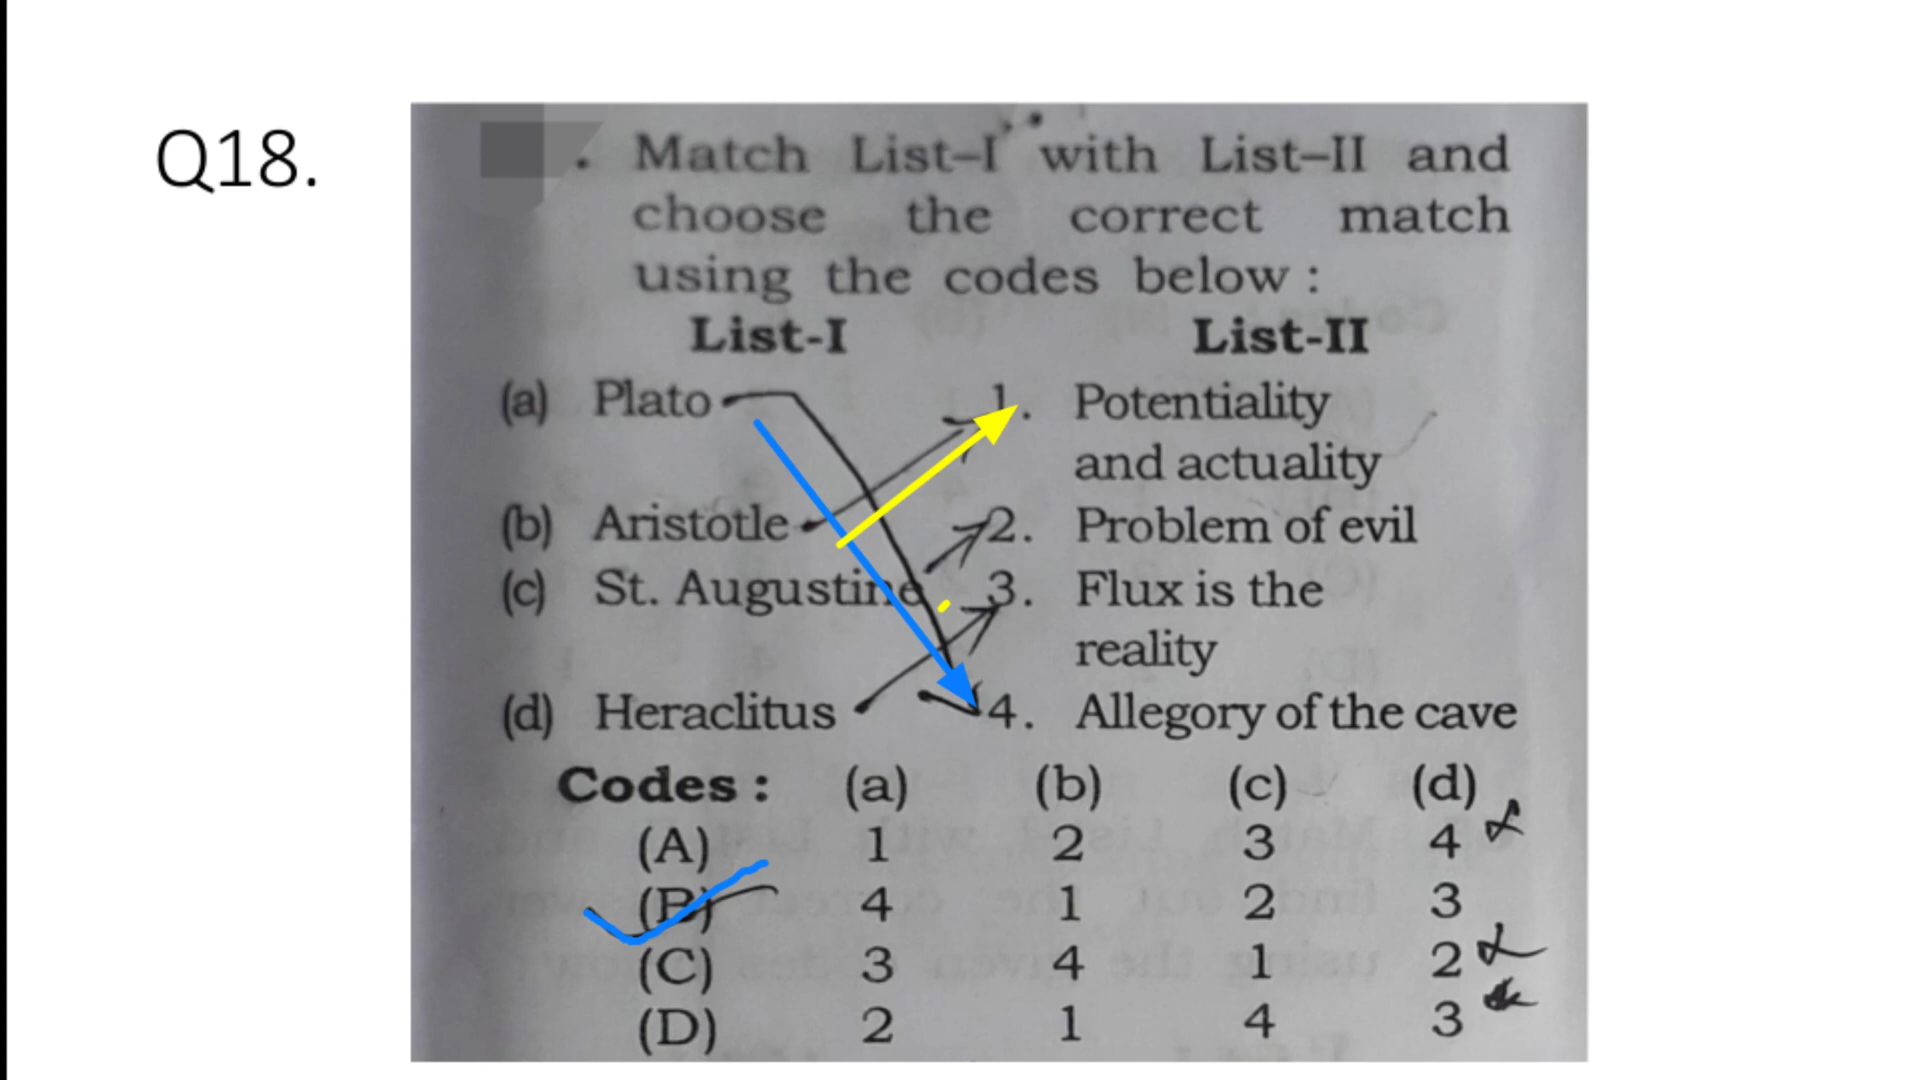 Q18.
. Match List–I with List–II and
choose the correct match
using the codes below :
List-I List-II
(a) Plato 1. Potentiality
and actuality
(b) Aristotle 2. Problem of evil
(c) St. Augustine 3. Flux is the
reality
(d) Heraclitus 4. Allegory of the cave
Codes : (a) (b) (c) (d)
(A) 1 2 3 4
(B) 4 1 2 3
(C) 3 4 1 2
(D) 2 1 4 3